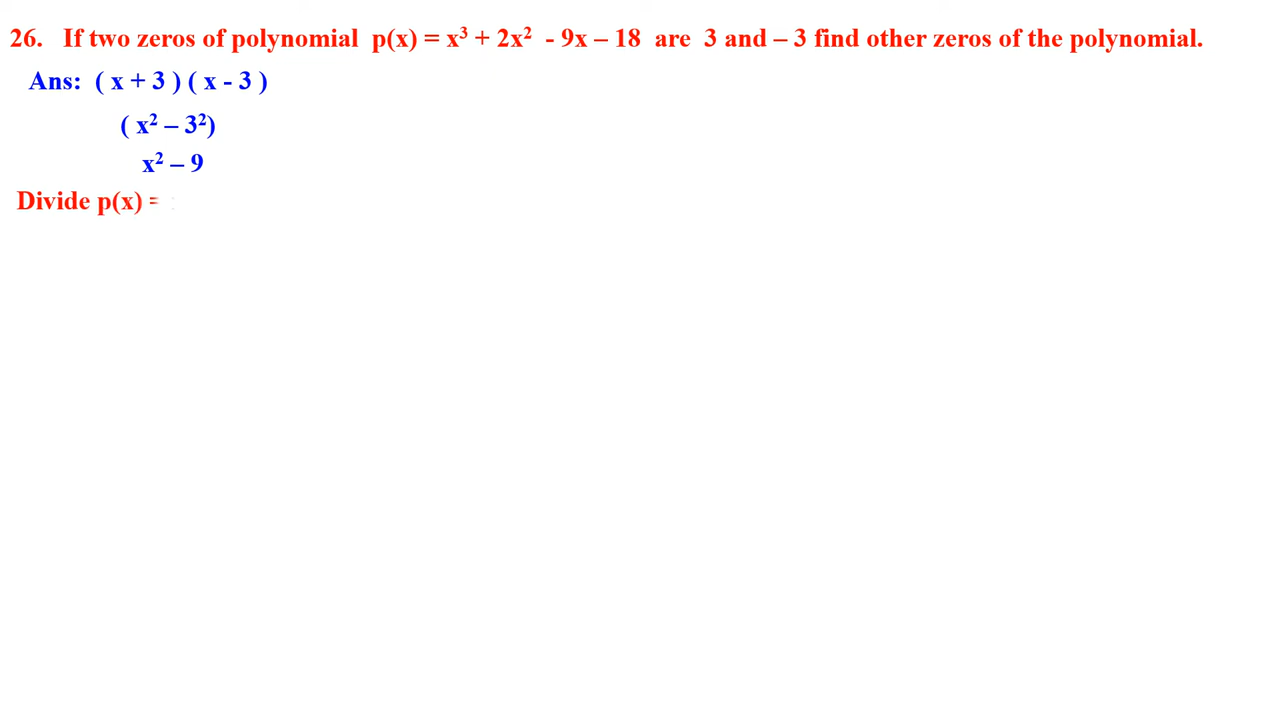 26. If two zeros of polynomial p(x) = x³ + 2x² - 9x – 18 are 3 and – 3 find other zeros of the polynomial.
Ans: ( x + 3 ) ( x - 3 )
( x² – 3²)
x² – 9
Divide p(x) =